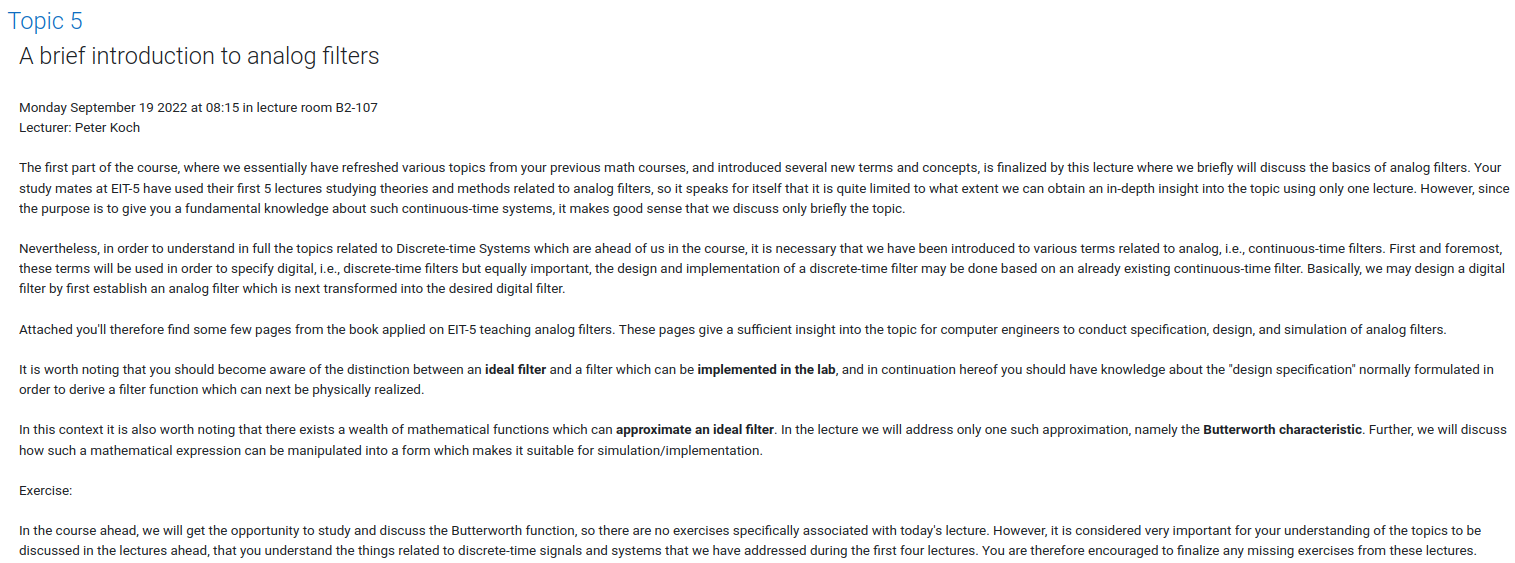 Topic 5
A brief introduction to analog filters
Monday September 19 2022 at 08:15 in lecture room B2-107
Lecturer: Peter Koch
The first part of the course, where we essentially have refreshed various topics from your previous math courses, and introduced several new terms and concepts, is finalized by this lecture where we briefly will discuss the basics of analog filters. Your
study mates at EIT-5 have used their first 5 lectures studying theories and methods related to analog filters, so it speaks for itself that it is quite limited to what extent we can obtain an in-depth insight into the topic using only one lecture. However, since
the purpose is to give you a fundamental knowledge about such continuous-time systems, it makes good sense that we discuss only briefly the topic.
Nevertheless, in order to understand in full the topics related to Discrete-time Systems which are ahead of us in the course, it is necessary that we have been introduced to various terms related to analog, i.e., continuous-time filters. First and foremost,
these terms will be used in order to specify digital, i.e., discrete-time filters but equally important, the design and implementation of a discrete-time filter may be done based on an already existing continuous-time filter. Basically, we may design a digital
filter by first establish an analog filter which is next transformed into the desired digital filter.
Attached you'll therefore find some few pages from the book applied on EIT-5 teaching analog filters. These pages give a sufficient insight into the topic for computer engineers to conduct specification, design, and simulation of analog filters.
It is worth noting that you should become aware of the distinction between an ideal filter and a filter which can be implemented in the lab, and in continuation hereof you should have knowledge about the "design specification" normally formulated in
order to derive a filter function which can next be physically realized.
In this context it is also worth noting that there exists a wealth of mathematical functions which can approximate an ideal filter. In the lecture we will address only one such approximation, namely the Butterworth characteristic. Further, we will discuss
how such a mathematical expression can be manipulated into a form which makes it suitable for simulation/implementation.
Exercise:
In the course ahead, we will get the opportunity to study and discuss the Butterworth function, so there are no exercises specifically associated with today's lecture. However, it is considered very important for your understanding of the topics to be
discussed in the lectures ahead, that you understand the things related to discrete-time signals and systems that we have addressed during the first four lectures. You are therefore encouraged to finalize any missing exercises from these lectures.